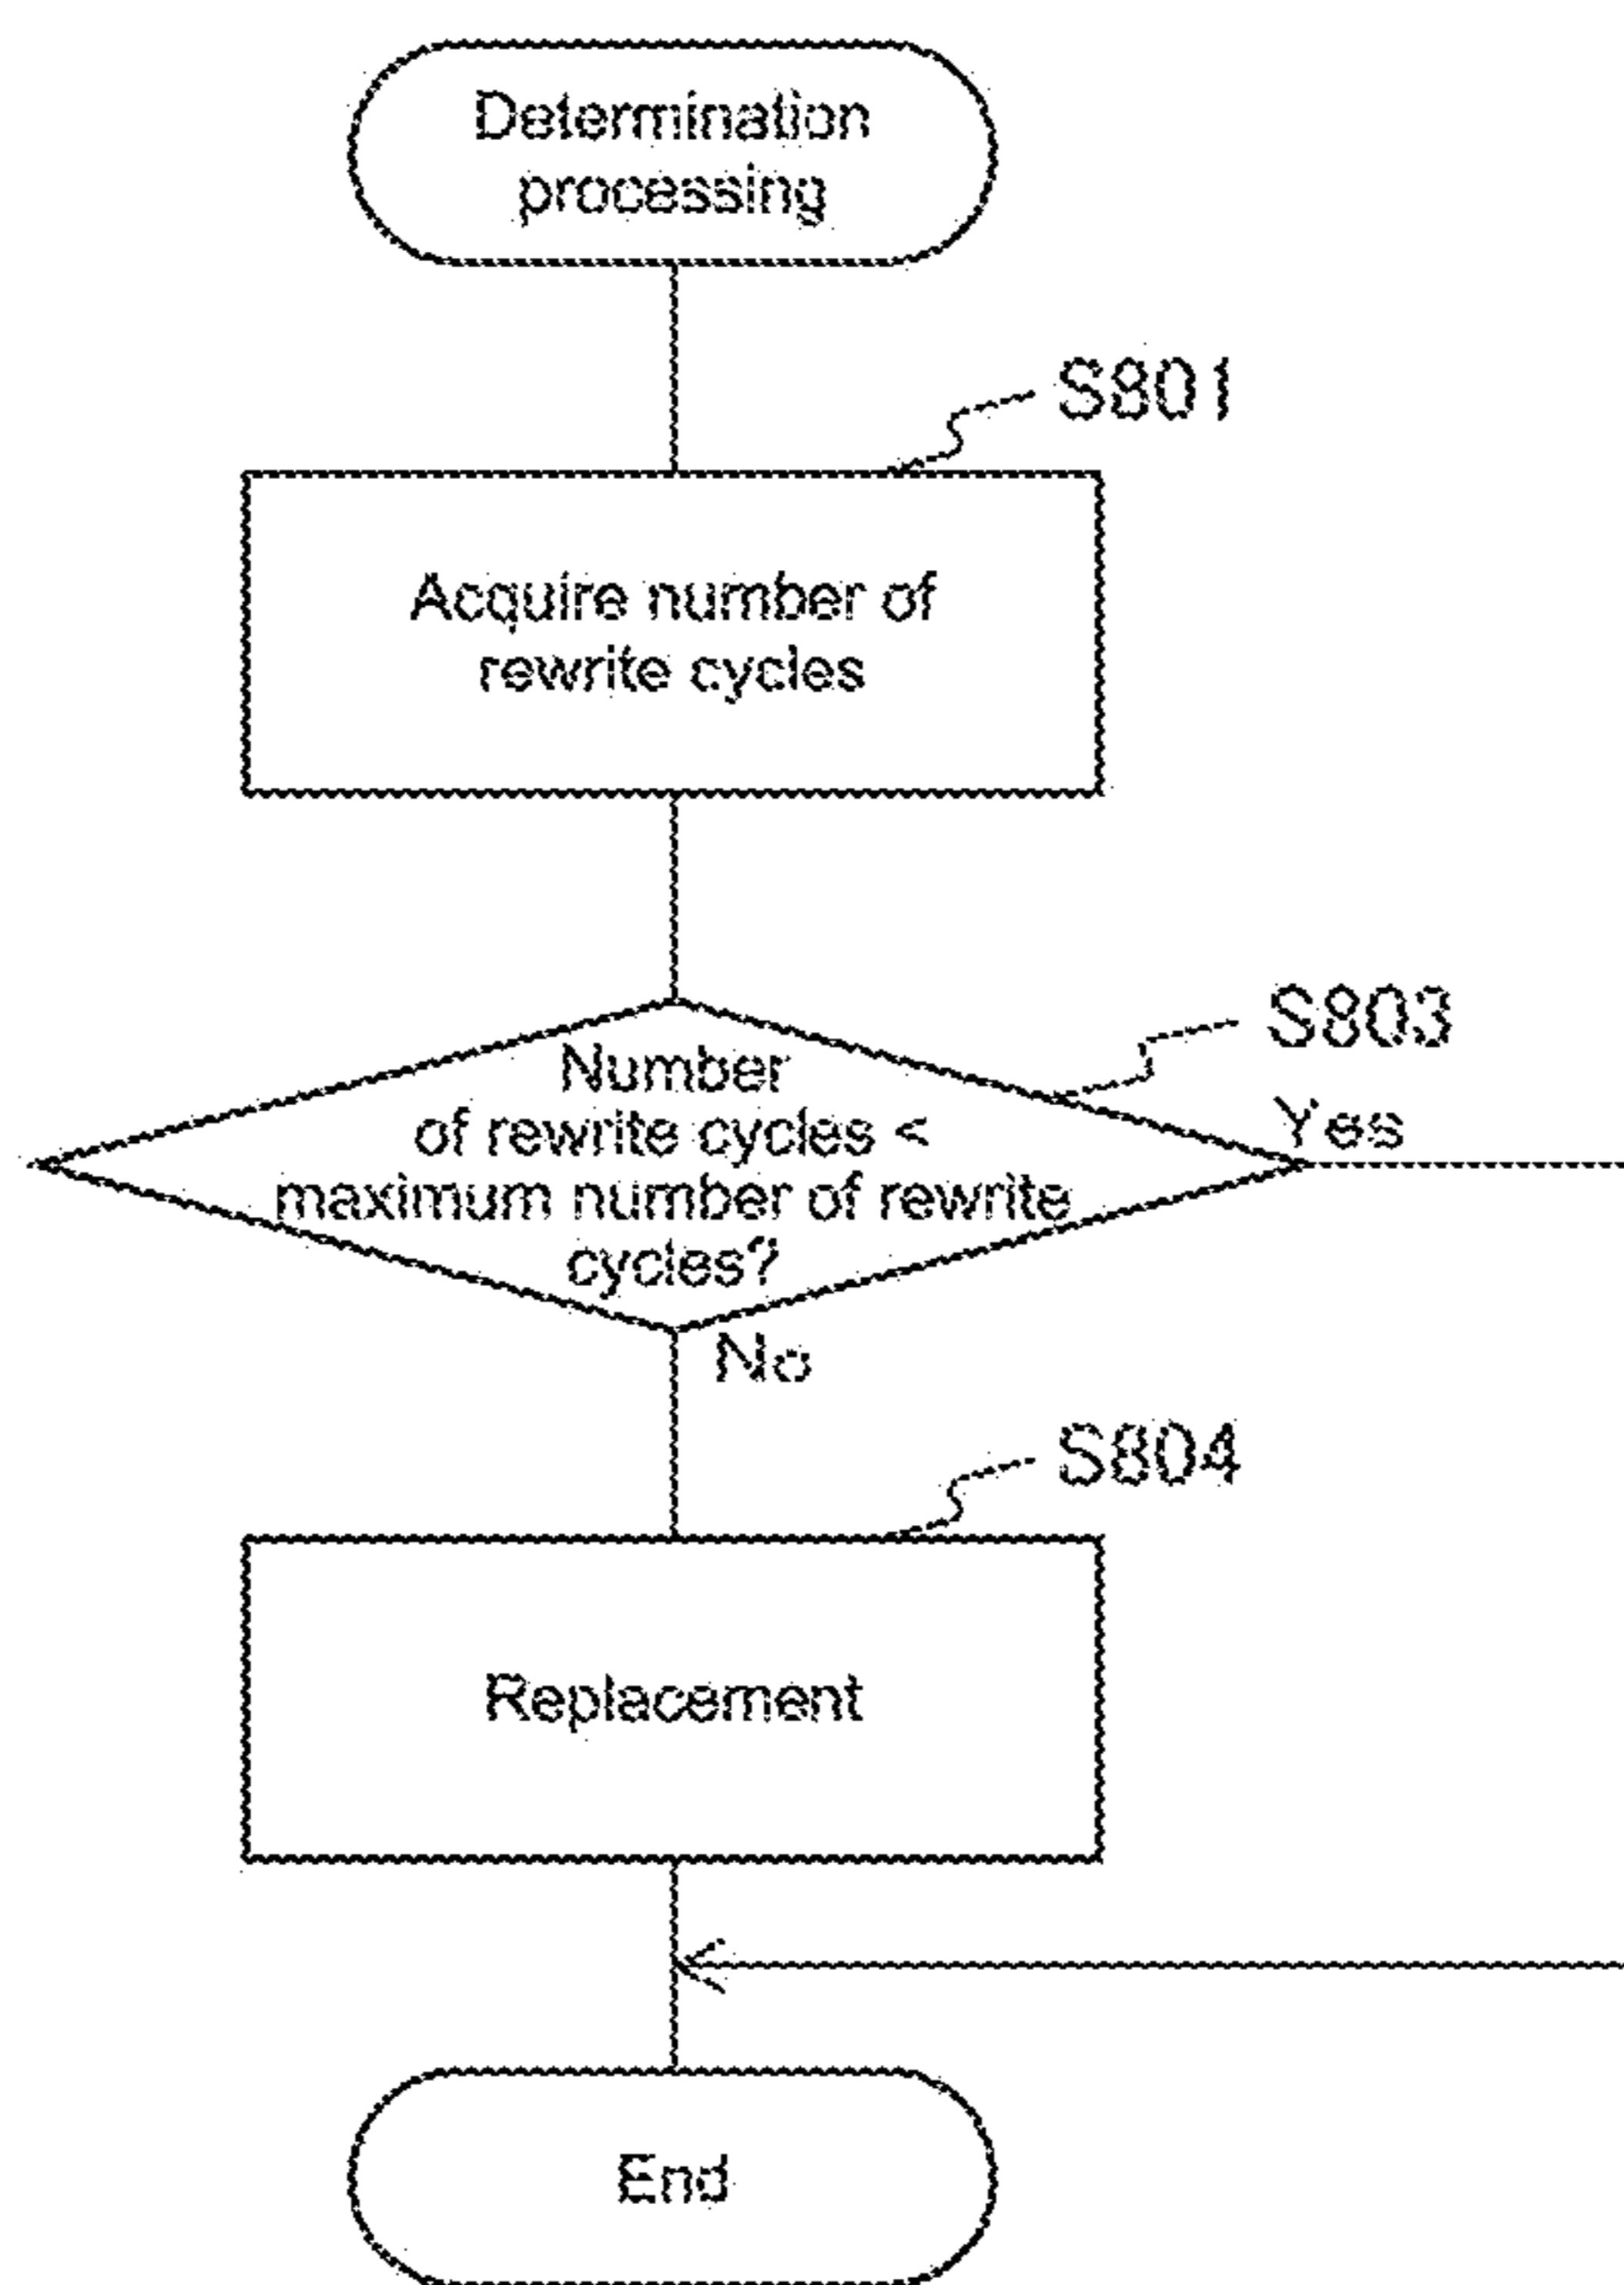 Determination
processing
S801
Acquire number of
rewrite cycles
S803
Number
of rewrite cycles <
maximum number of rewrite
cycles?
Yes
No
S804
Replacement
End